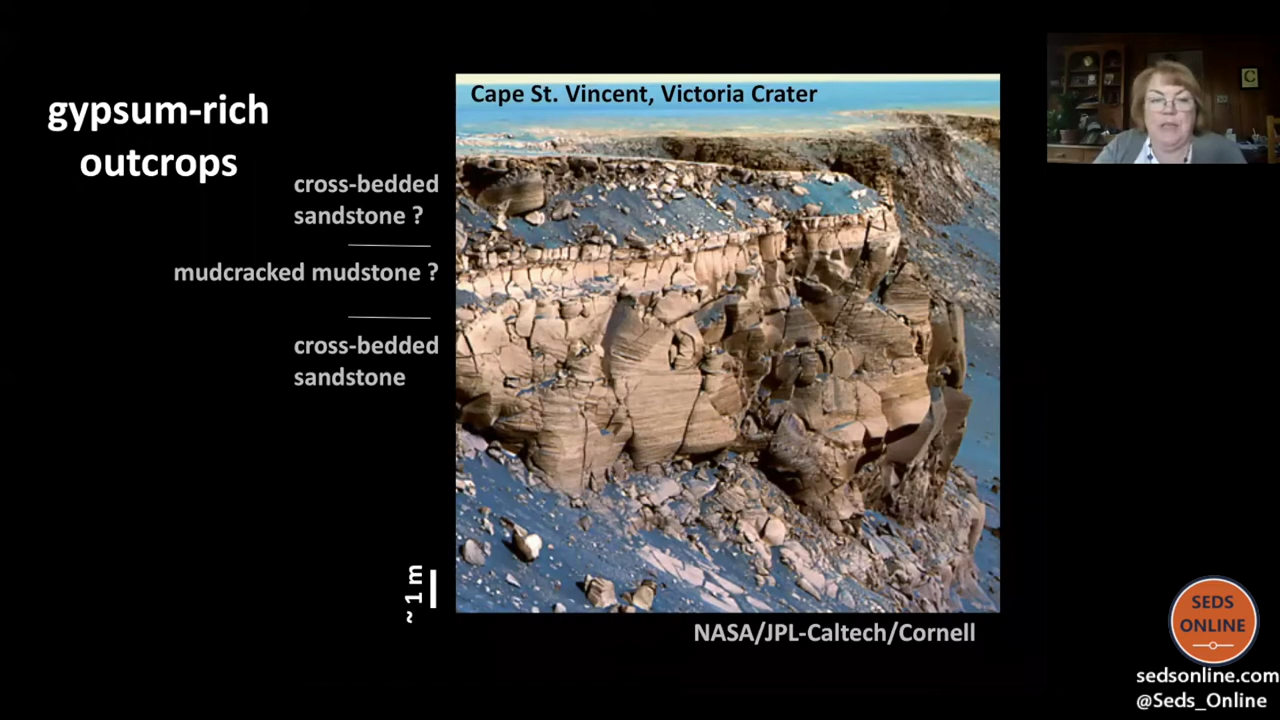 gypsum-rich
outcrops
Cape St. Vincent, Victoria Crater
cross-bedded
sandstone ?
mudcracked mudstone ?
cross-bedded
sandstone
~ 1 m
NASA/JPL-Caltech/Cornell
C
SEDS
ONLINE
sedsonline.com
@Seds_Online